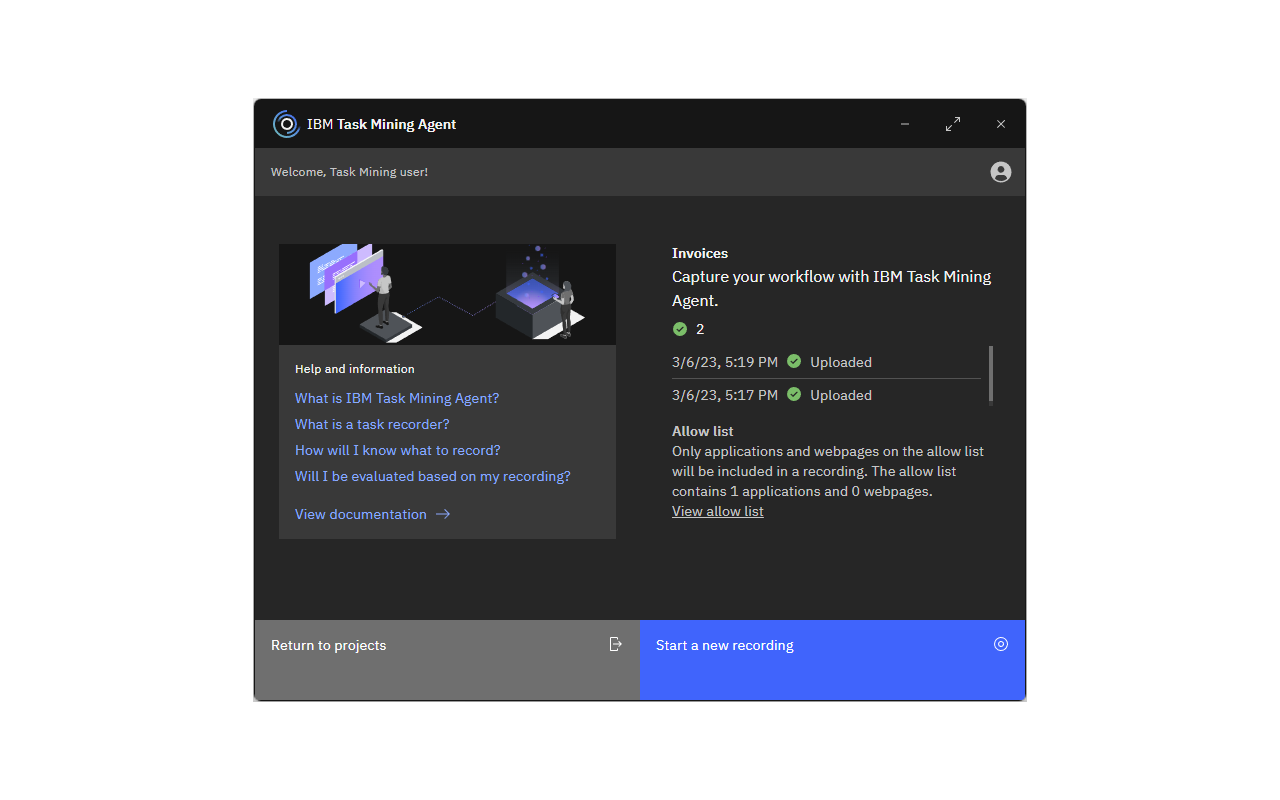 IBM Task Mining Agent
Welcome, Task Mining user!
Help and information
What is IBM Task Mining Agent?
What is a task recorder?
How will I know what to record?
Will I be evaluated based on my recording?
View documentation
Invoices
Capture your workflow with IBM Task Mining
Agent.
2
3/6/23, 5:19 PM Uploaded
3/6/23, 5:17 PM Uploaded
Allow list
Only applications and webpages on the allow list
will be included in a recording. The allow list
contains 1 applications and 0 webpages.
View allow list
Return to projects
Start a new recording